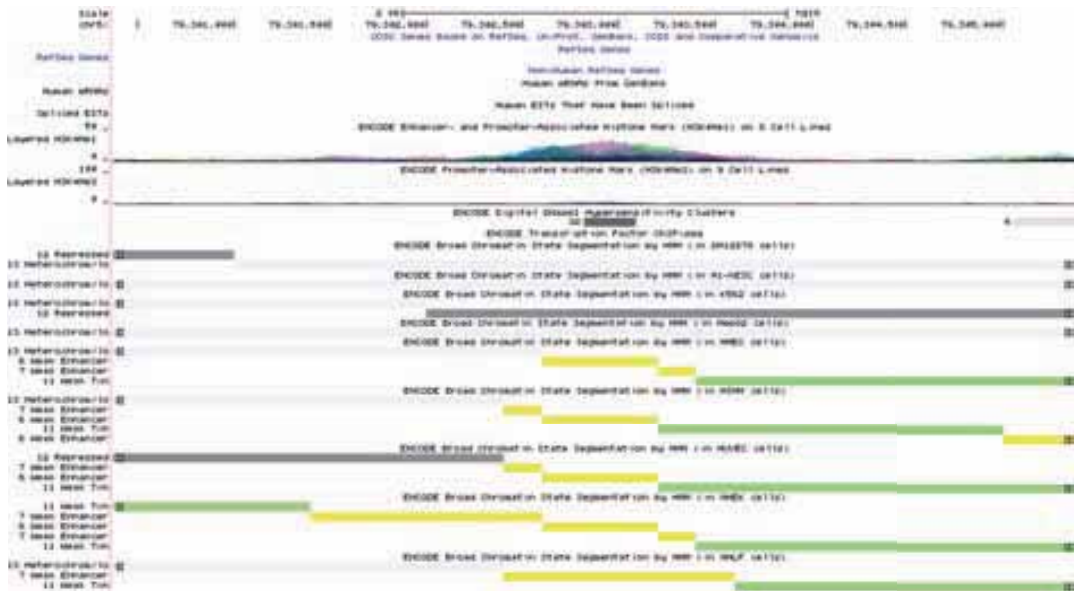 Scale
chr5:
RefSeq Genes
RefSeq Genes
Non-Human RefSeq Genes
Human mRNAs from GenBank
Human mRNAs
Human ESTs That Have Been Spliced
Spliced ESTs
ENCODE Enhancer- and Promoter-Associated Histone Mark (H3K4Me1) on 8 Cell Lines
Layered H3K4Me1
ENCODE Promoter-Associated Histone Mark (H3K4Me3) on 9 Cell Lines
Layered H3K4Me3
ENCODE Digital DNaseI Hypersensitivity Clusters
ENCODE Transcription Factor ChIP-seq
ENCODE Broad Chromatin State Segmentation by HMM (in GM12878 cells)
12 Repressed
13 Heterochrom/lo
ENCODE Broad Chromatin State Segmentation by HMM (in H1-hESC cells)
13 Heterochrom/lo
ENCODE Broad Chromatin State Segmentation by HMM (in K562 cells)
13 Heterochrom/lo
12 Repressed
ENCODE Broad Chromatin State Segmentation by HMM (in HepG2 cells)
13 Heterochrom/lo
ENCODE Broad Chromatin State Segmentation by HMM (in HMEC cells)
13 Heterochrom/lo
6 Weak Enhancer
7 Weak Enhancer
11 Weak Txn
ENCODE Broad Chromatin State Segmentation by HMM (in HSMM cells)
13 Heterochrom/lo
7 Weak Enhancer
6 Weak Enhancer
11 Weak Txn
6 Weak Enhancer
ENCODE Broad Chromatin State Segmentation by HMM (in HUVEC cells)
12 Repressed
7 Weak Enhancer
6 Weak Enhancer
11 Weak Txn
ENCODE Broad Chromatin State Segmentation by HMM (in NHEK cells)
11 Weak Txn
7 Weak Enhancer
6 Weak Enhancer
7 Weak Enhancer
11 Weak Txn
ENCODE Broad Chromatin State Segmentation by HMM (in NHLF cells)
13 Heterochrom/lo
7 Weak Enhancer
11 Weak Txn